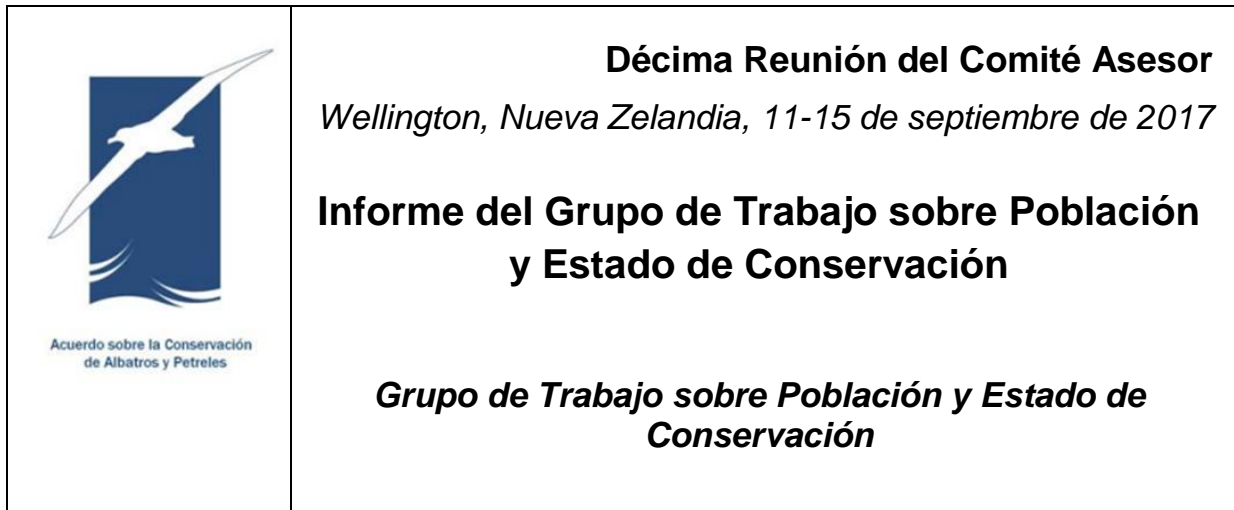 Acuerdo sobre la Conservación
de Albatros y Petreles
Décima Reunión del Comité Asesor
Wellington, Nueva Zelandia, 11-15 de septiembre de 2017
Informe del Grupo de Trabajo sobre Población
y Estado de Conservación
Grupo de Trabajo sobre Población y Estado de
Conservación